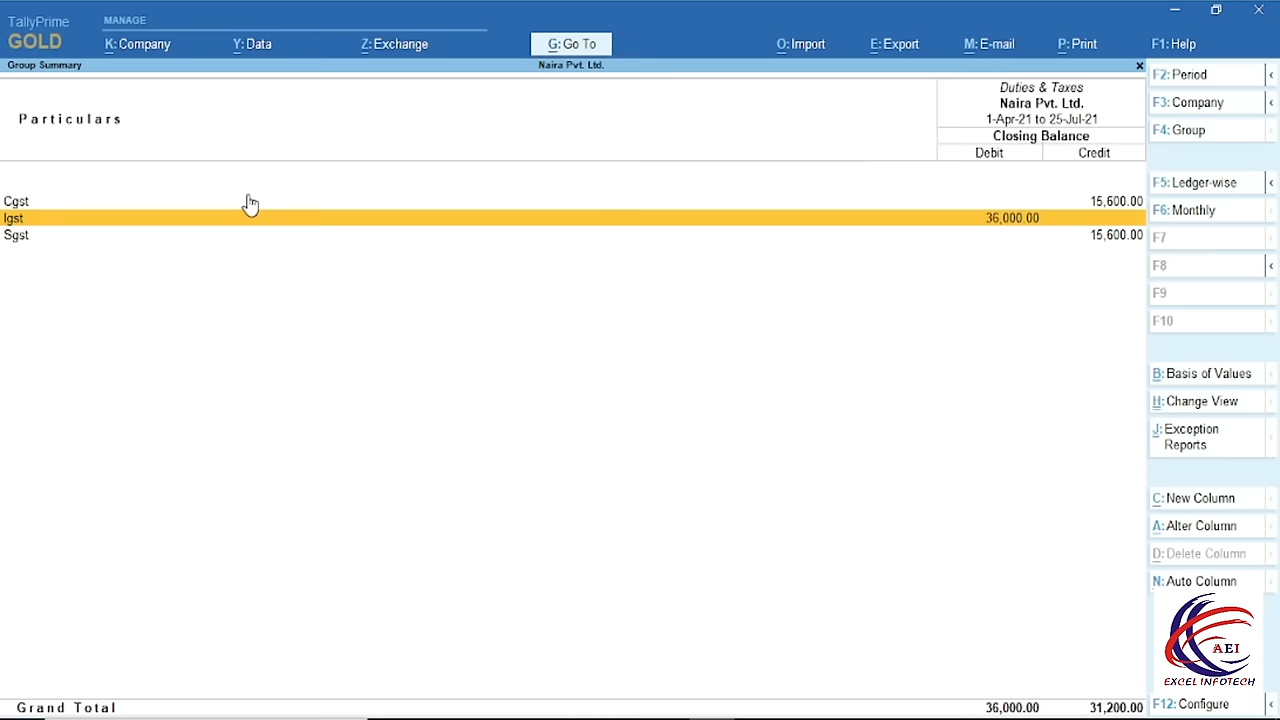 TallyPrime
GOLD
MANAGE
K: Company
Y: Data
Z: Exchange
G: Go To
O: Import
E: Export
M: E-mail
P: Print
F1: Help
Group Summary
Naira Pvt. Ltd.
x
Particulars
Duties & Taxes
Naira Pvt. Ltd.
1-Apr-21 to 25-Jul-21
Closing Balance
Debit Credit
Cgst 15,600.00
Igst 36,000.00
Sgst 15,600.00
Grand Total 36,000.00 31,200.00
F2: Period
F3: Company
F4: Group
F5: Ledger-wise
F6: Monthly
F7
F8
F9
F10
B: Basis of Values
H: Change View
J: Exception
Reports
C: New Column
A: Alter Column
D: Delete Column
N: Auto Column
AEI
EXCEL INFOTECH
F12: Configure